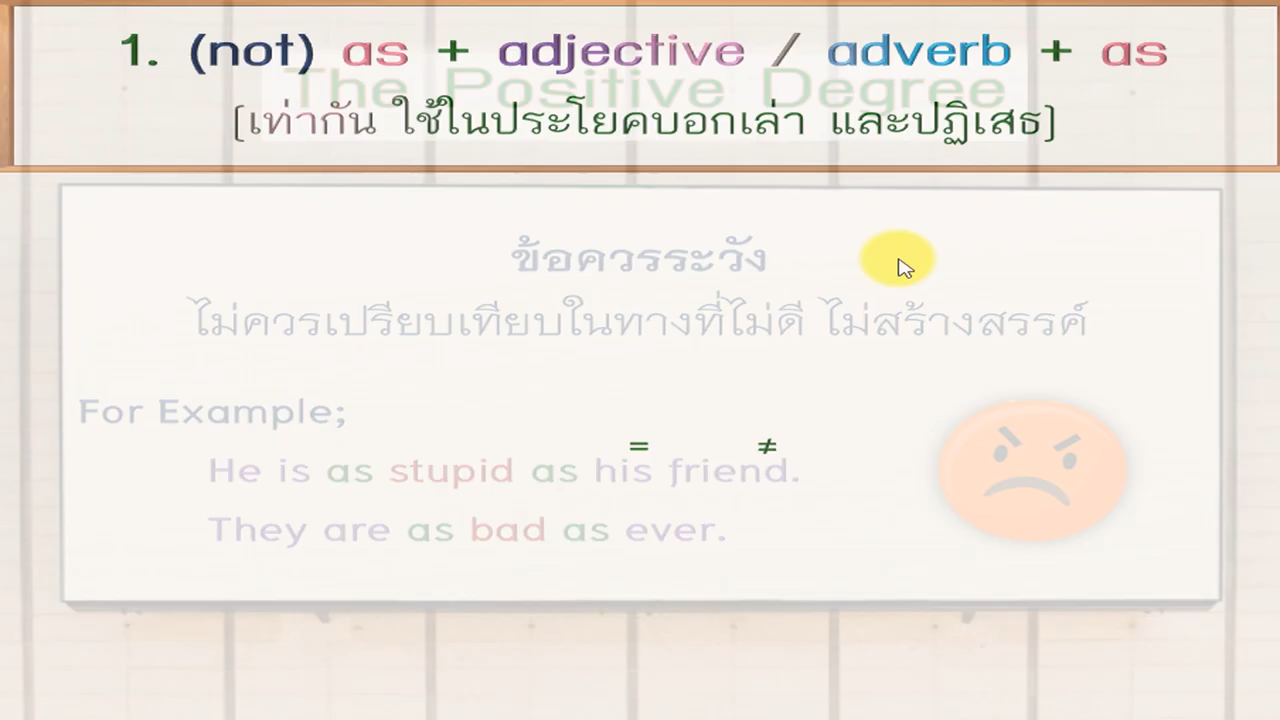 1. (not) as + adjective / adverb + as
The Positive Degree
(เท่ากัน ใช้ในประโยคบอกเล่า และปฏิเสธ)
ข้อควรระวัง
ไม่ควรเปรียบเทียบในทางที่ไม่ดี ไม่สร้างสรรค์
For Example;
= ≠
He is as stupid as his friend.
They are as bad as ever.